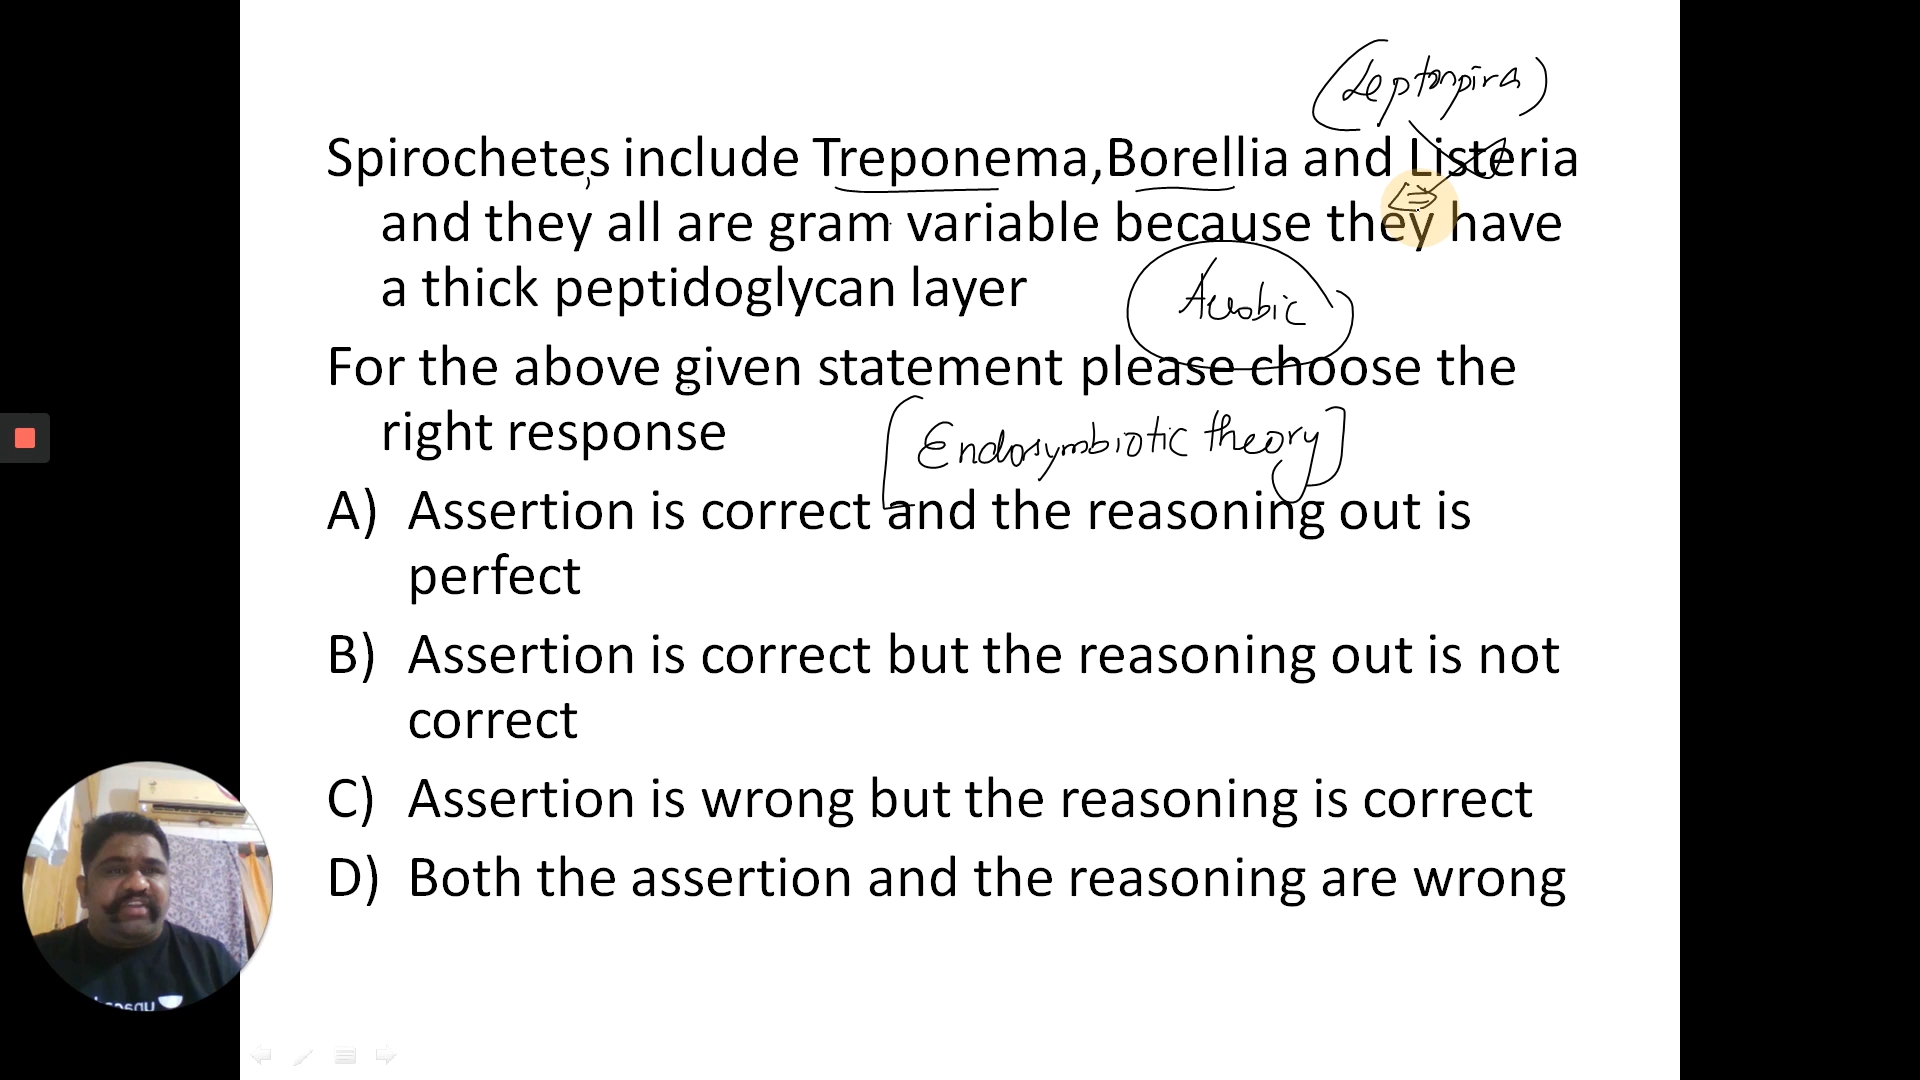 (Leptospira)
Spirochetes include Treponema,Borellia and Listeria
and they all are gram variable because they have
a thick peptidoglycan layer
Aerobic
For the above given statement please choose the
right response
[Endosymbiotic theory]
A) Assertion is correct and the reasoning out is
perfect
B) Assertion is correct but the reasoning out is not
correct
C) Assertion is wrong but the reasoning is correct
D) Both the assertion and the reasoning are wrong